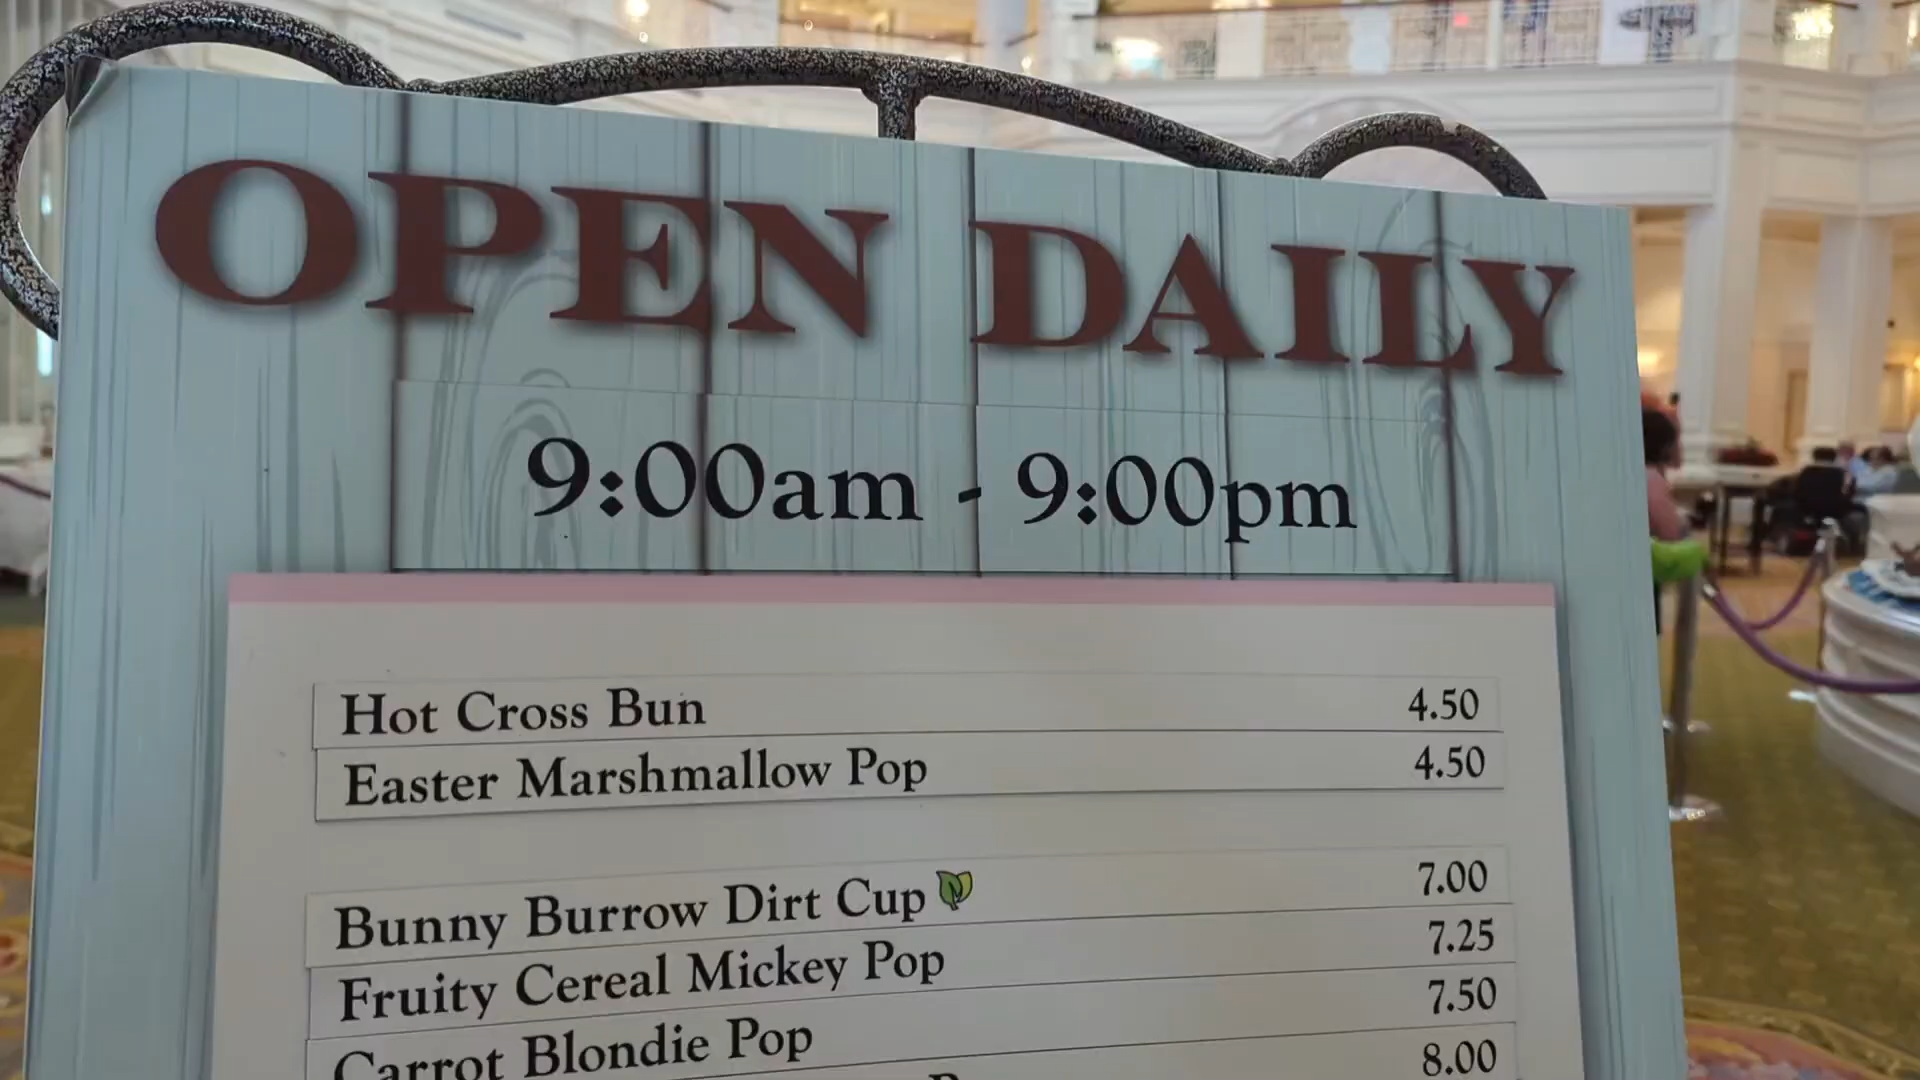 OPEN DAILY
9:00am - 9:00pm
Hot Cross Bun 4.50
Easter Marshmallow Pop 4.50
Bunny Burrow Dirt Cup 7.00
Fruity Cereal Mickey Pop 7.25
Carrot Blondie Pop 7.50
8.00